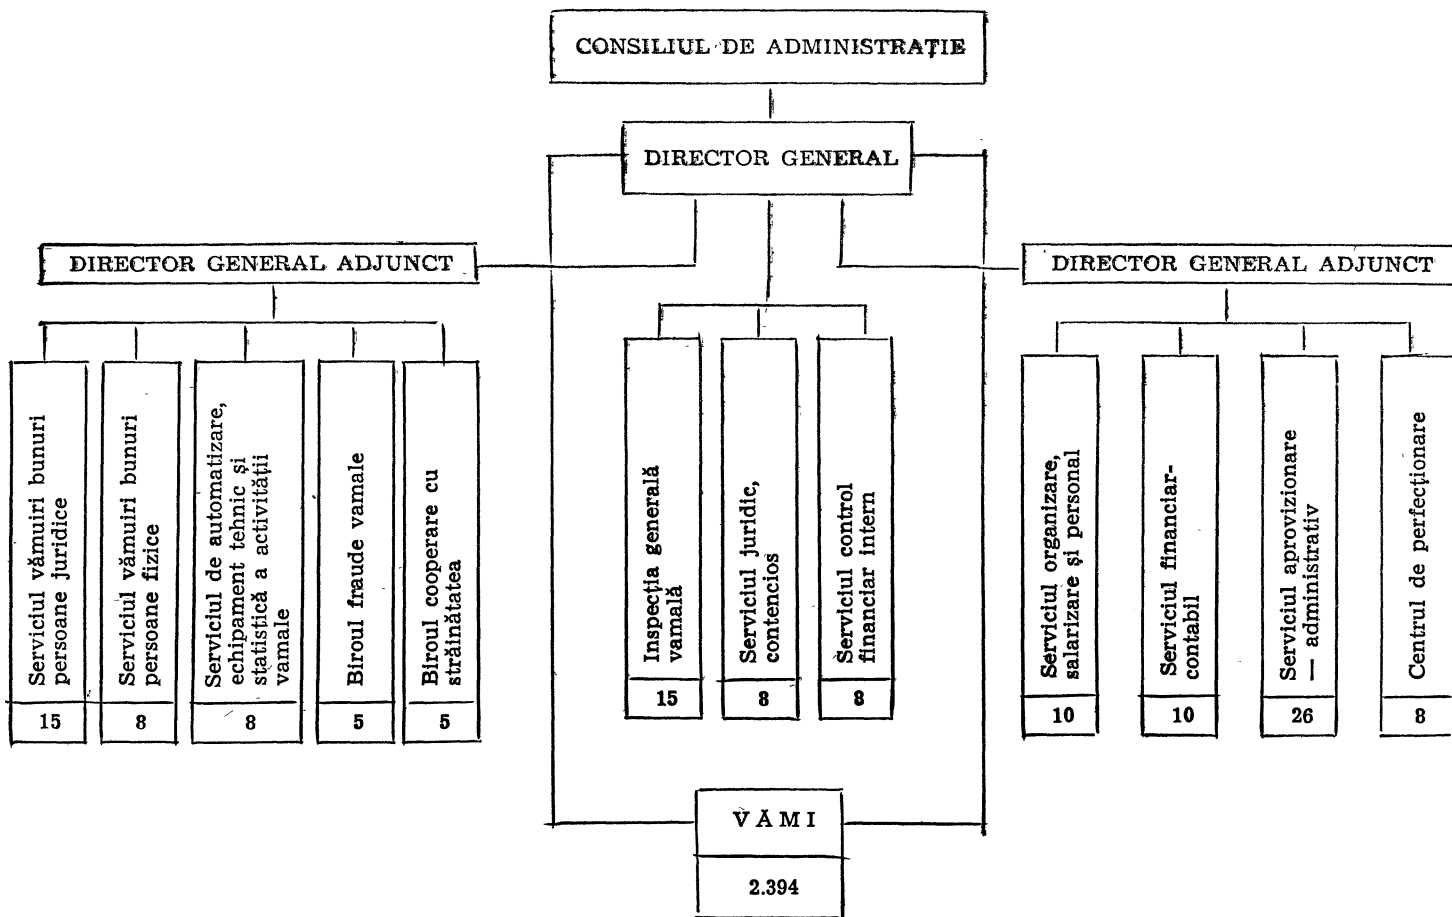 CONSILIUL DE ADMINISTRAȚIE
DIRECTOR GENERAL
DIRECTOR GENERAL ADJUNCT
DIRECTOR GENERAL ADJUNCT
Serviciul vămuiri bunuri
persoane juridice
15
Serviciul vămuiri bunuri
persoane fizice
8
Serviciul de automatizare,
echipament tehnic și
statistică a activității
vamale
8
Biroul fraude vamale
5
Biroul cooperare cu
străinătatea
5
Inspecția generală
vamală
15
Serviciul juridic,
contencios
8
Serviciul control
financiar intern
8
Serviciul organizare,
salarizare și personal
10
Serviciul financiar-
contabil
10
Serviciul aprovizionare
— administrativ
26
Centrul de perfecționare
8
VĂMI
2.394